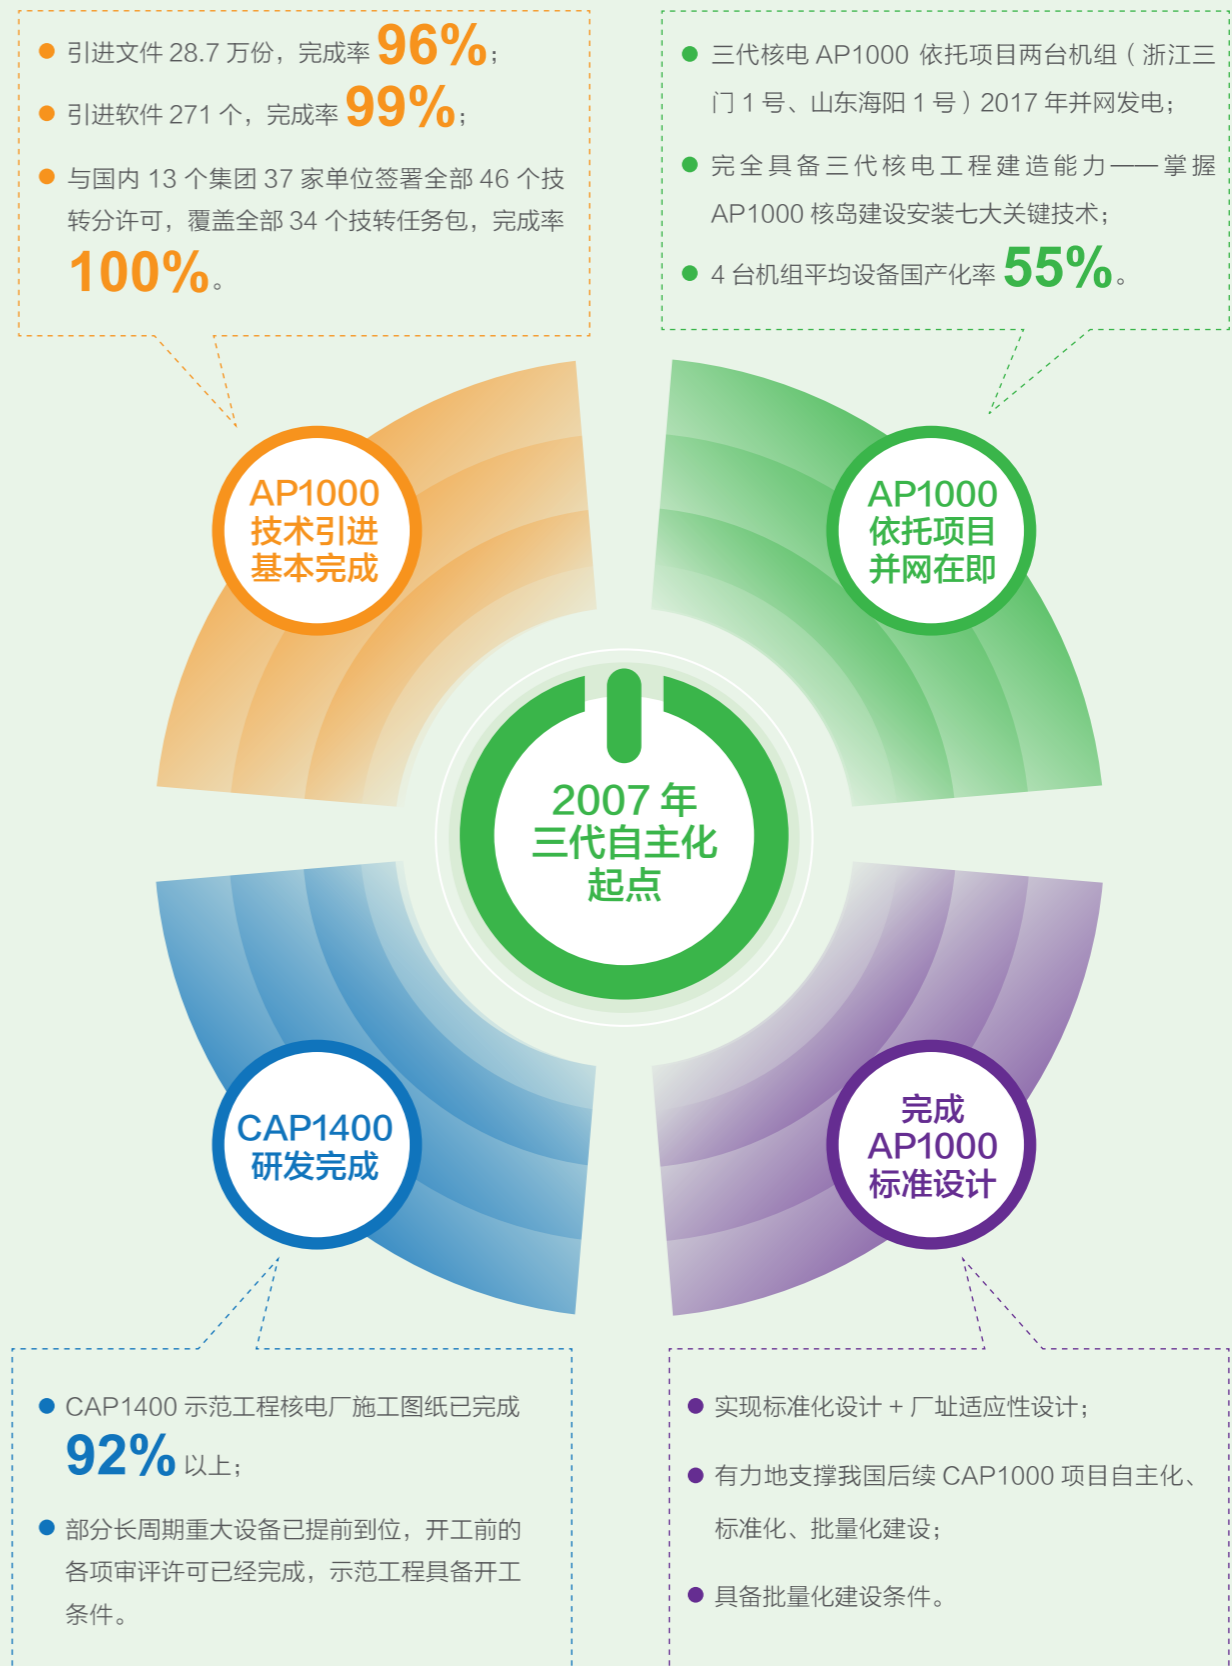 引进文件 28.7 万份，完成率 96%；
引进软件 271 个，完成率 99%；
与国内 13 个集团 37 家单位签署全部 46 个技
转分许可，覆盖全部 34 个技转任务包，完成率
100%。
三代核电 AP1000 依托项目两台机组（浙江三
门 1 号、山东海阳 1 号）2017 年并网发电；
完全具备三代核电工程建造能力——掌握
AP1000 核岛建设安装七大关键技术；
4 台机组平均设备国产化率 55%。
AP1000
技术引进
基本完成
AP1000
依托项目
并网在即
2007 年
三代自主化
起点
CAP1400
研发完成
完成
AP1000
标准设计
CAP1400 示范工程核电厂施工图纸已完成
92% 以上；
部分长周期重大设备已提前到位，开工前的
各项审评许可已经完成，示范工程具备开工
条件。
实现标准化设计 + 厂址适应性设计；
有力地支撑我国后续 CAP1000 项目自主化、
标准化、批量化建设；
具备批量化建设条件。